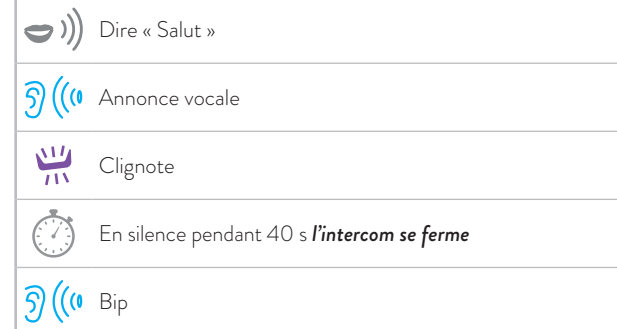 Dire « Salut »
Annonce vocale
Clignote
En silence pendant 40 s l'intercom se ferme
Bip